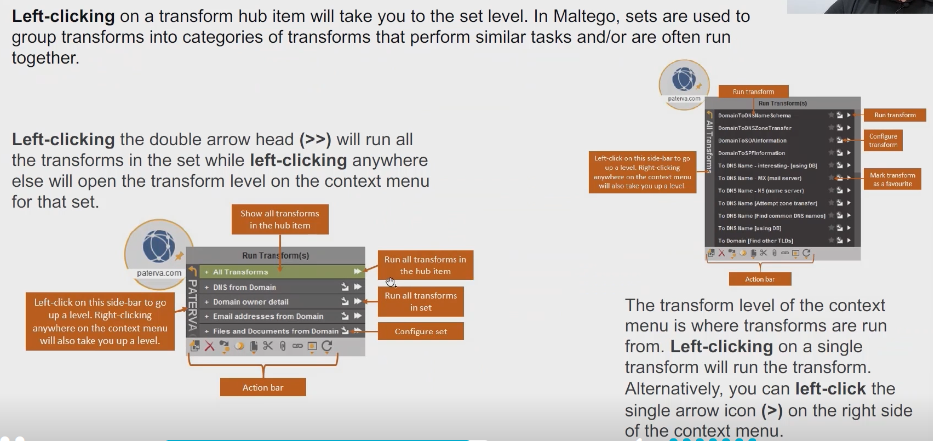 Left-clicking on a transform hub item will take you to the set level. In Maltego, sets are used to
group transforms into categories of transforms that perform similar tasks and/or are often run
together.
Left-clicking the double arrow head (>>) will run all
the transforms in the set while left-clicking anywhere
else will open the transform level on the context menu
for that set.
Show all transforms
in the hub item
paterva.com
Run Transform(s)
PATERVA
+ All Transforms
+ DNS from Domain
+ Domain owner detail
+ Email addresses from Domain
+ Files and Documents from Domain
Run all transforms in
the hub item
Run all transforms
in set
Configure set
Left-click on this side-bar to go
up a level. Right-clicking
anywhere on the context menu
will also take you up a level.
Action bar
paterva.com
Run transform
Run Transform(s)
All Transforms
DomainToDNSNameSchema
DomainToDNSZoneTransfer
DomainToSOAInformation
DomainToSPFInformation
To DNS Name - interesting- [using DB]
To DNS Name - MX (mail server)
To DNS Name - NS (name server)
To DNS Name [Attempt zone transfer]
To DNS Name [Find common DNS names]
To DNS Name [using DB]
To Domain [Find other TLDs]
Run transform
Configure
transform
Mark transform
as a favourite
Left-click on this side-bar to go
up a level. Right-clicking
anywhere on the context menu
will also take you up a level
Action bar
The transform level of the context
menu is where transforms are run
from. Left-clicking on a single
transform will run the transform.
Alternatively, you can left-click the
single arrow icon (>) on the right side
of the context menu.